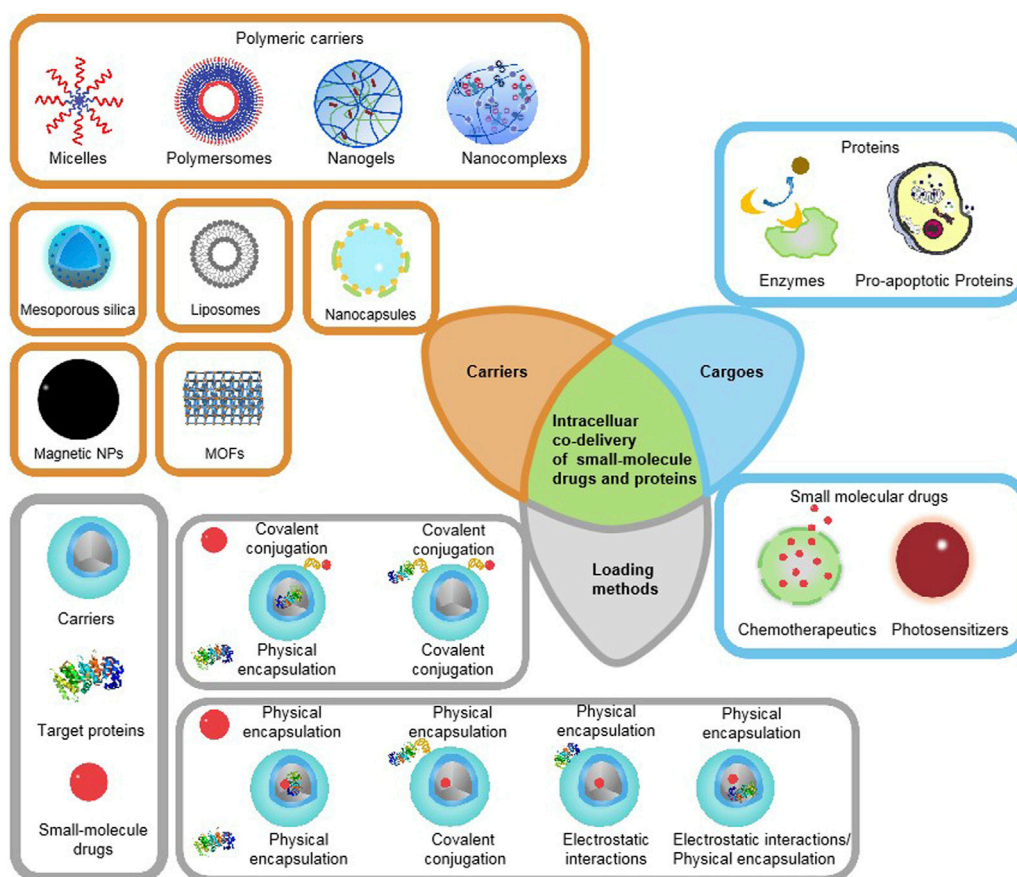 Polymeric carriers
Micelles
Polymersomes
Nanogels
Nanocomplexs
Mesoporous silica
Liposomes
Nanocapsules
Magnetic NPs
MOFs
Proteins
Enzymes
Pro-apoptotic Proteins
Carriers
Cargoes
Intracelluar
co-delivery
of small-molecule
drugs and proteins
Loading
methods
Small molecular drugs
Chemotherapeutics
Photosensitizers
Carriers
Target proteins
Small-molecule
drugs
Covalent
conjugation
Covalent
conjugation
Physical
encapsulation
Covalent
conjugation
Physical
encapsulation
Physical
encapsulation
Physical
encapsulation
Physical
encapsulation
Physical
encapsulation
Covalent
conjugation
Electrostatic
interactions
Electrostatic interactions/
Physical encapsulation